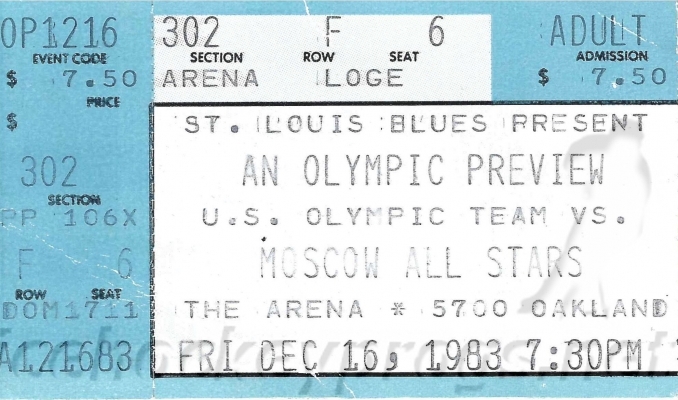 OP1216 302 F 6 ADULT
EVENT CODE SECTION ROW SEAT ADMISSION
$ 7.50 ARENA LOGE $ 7.50
PRICE
$
ST. LOUIS BLUES PRESENT
302 AN OLYMPIC PREVIEW
SECTION
PP 106X U.S. OLYMPIC TEAM VS.
F 6 MOSCOW ALL STARS
ROW SEAT
DOM1711 THE ARENA * 5700 OAKLAND
A121683 FRI DEC 16, 1983 7:30PM